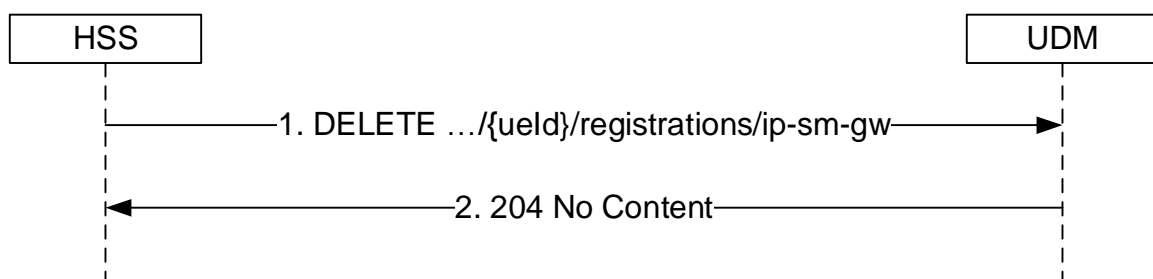 HSS
UDM
1. DELETE …/{ueId}/registrations/ip-sm-gw
2. 204 No Content